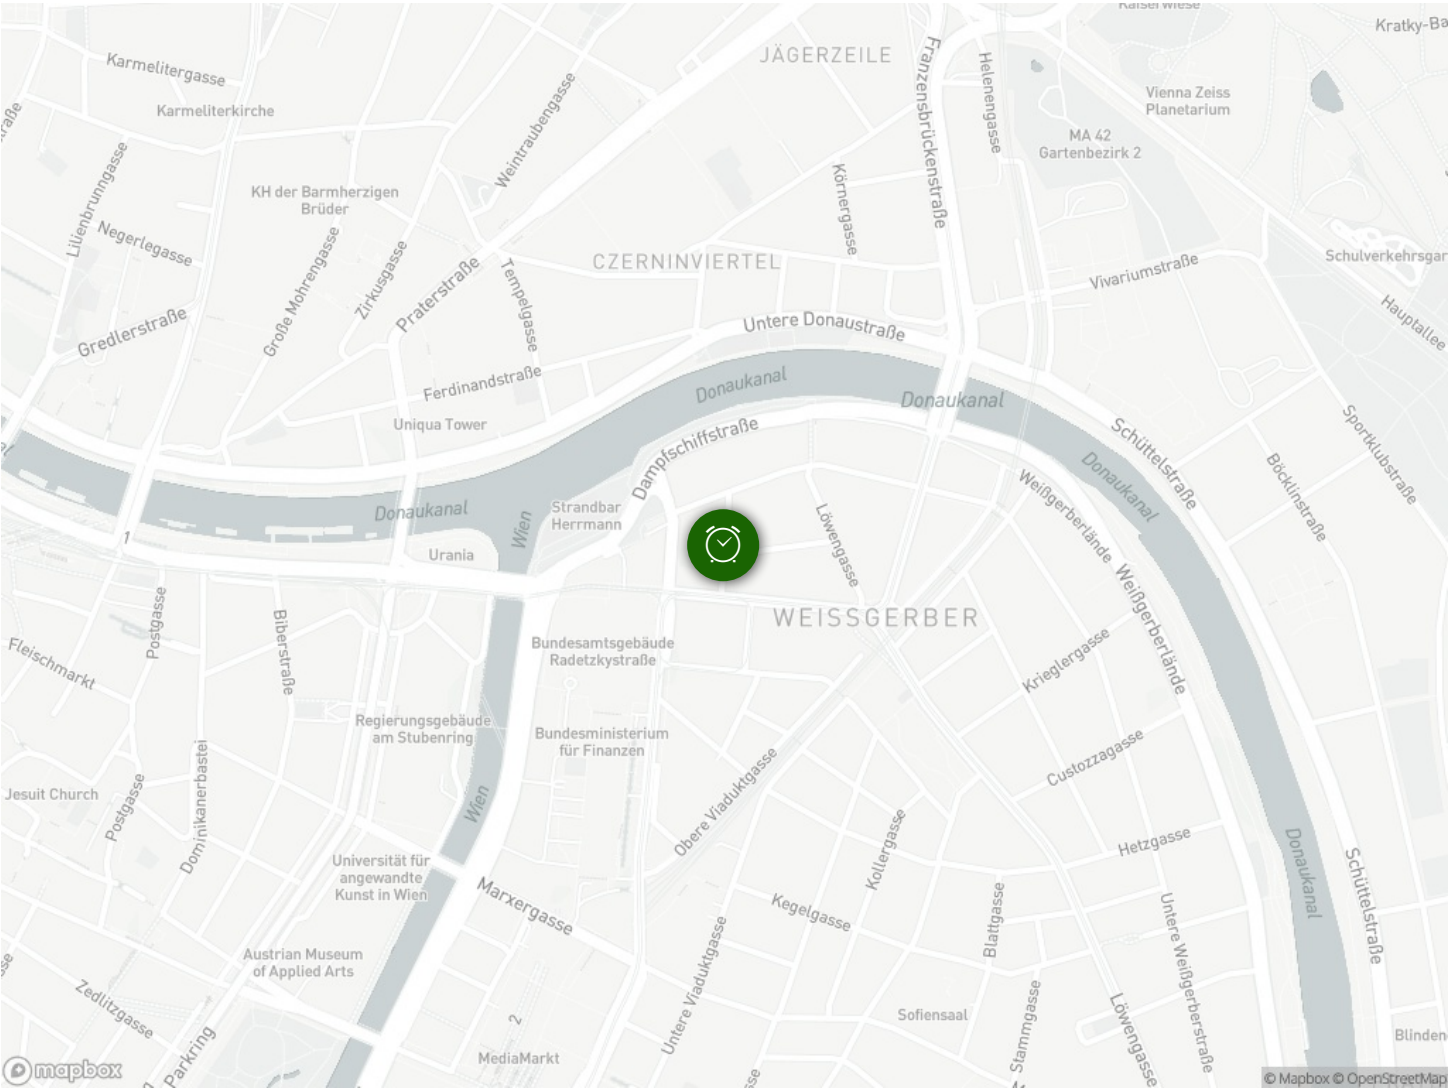 Kaiserwiese
Kratky-Ba
JÄGERZEILE
Franzensbrückenstraße
Helenengasse
Karmelitergasse
Karmeliterkirche
Weintraubengasse
Vienna Zeiss
Planetarium
MA 42
Gartenbezirk 2
raße
Lilienbrunngasse
KH der Barmherzigen
Brüder
Körnergasse
Negerlegasse
Große Mohrengasse
Zirkusgasse
Praterstraße
Tempelgasse
CZERNINVIERTEL
Vivariumstraße
Schulverkehrsgar
Hauptallee
Gredlerstraße
Untere Donaustraße
Ferdinandstraße
Donaukanal
Donaukanal
Uniqua Tower
Dampfschiffstraße
Schüttelstraße
Sportklubstraße
Böcklinstraße
al
Donaukanal
Donaukanal
Wien
Strandbar
Herrmann
Löwengasse
Weißgerberlände
1
Urania
Weißgerberlände
WEISSGERBER
Postgasse
Biberstraße
Fleischmarkt
Bundesamtsgebäude
Radetzkystraße
Krieglergasse
Regierungsgebäude
am Stubenring
Bundesministerium
für Finanzen
Custozzagasse
Jesuit Church
Postgasse
Dominikanerbastei
Wien
Obere Viaduktgasse
Kollergasse
Hetzgasse
Donaukanal
Schüttelstraße
Universität für
angewandte
Kunst in Wien
Marxergasse
Kegelgasse
Blattgasse
Untere Weißgerberstraße
Austrian Museum
of Applied Arts
sse
Zedlitzgasse
Parkring
2
Untere Viaduktgasse
Sofiensaal
Stammgasse
Löwengasse
Blinden
MediaMarkt
mapbox
© Mapbox © OpenStreetMap